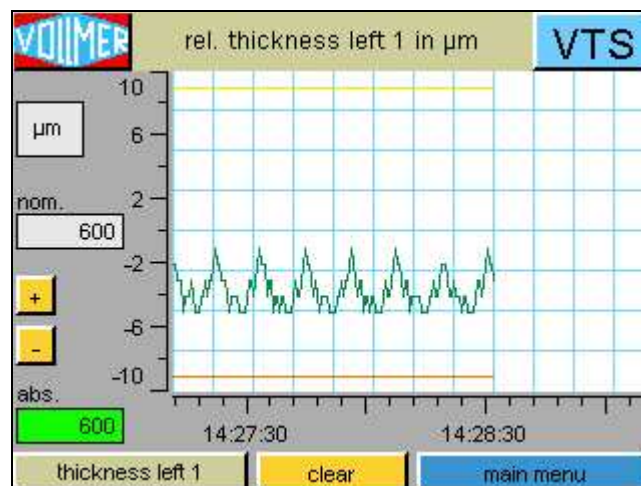 VOLLMER
rel. thickness left 1 in µm
VTS
µm
10
6
2
-2
-6
-10
nom.
600
+
-
abs.
600
14:27:30
14:28:30
thickness left 1
clear
main menu